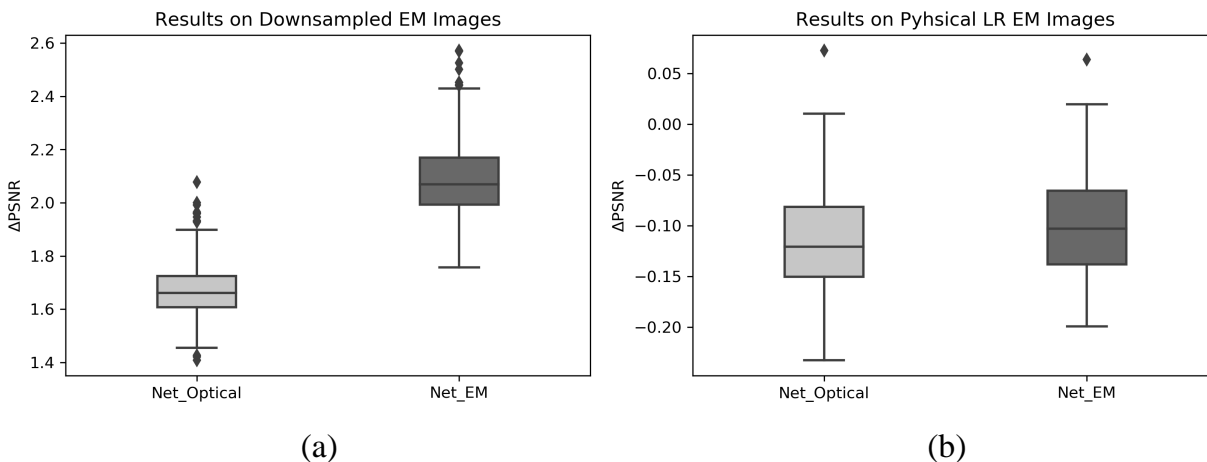 Results on Downsampled EM Images
ΔPSNR
2.6
2.4
2.2
2.0
1.8
1.6
1.4
Net_Optical Net_EM
(a)
Results on Pyhsical LR EM Images
ΔPSNR
0.05
0.00
−0.05
−0.10
−0.15
−0.20
Net_Optical Net_EM
(b)